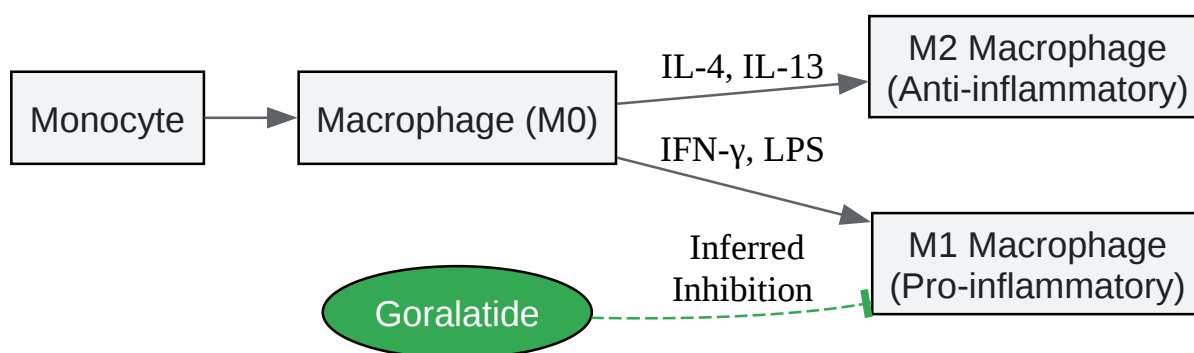 Monocyte
Macrophage (M0)
IL-4, IL-13
M2 Macrophage
(Anti-inflammatory)
IFN-γ, LPS
M1 Macrophage
(Pro-inflammatory)
Inferred
Inhibition
Goralatide